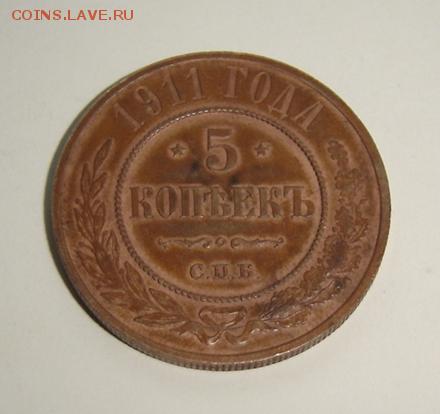 COINS.LAVE.RU
1911 ГОДА
* 5 *
КОПѢЕКЪ
С.П.Б.